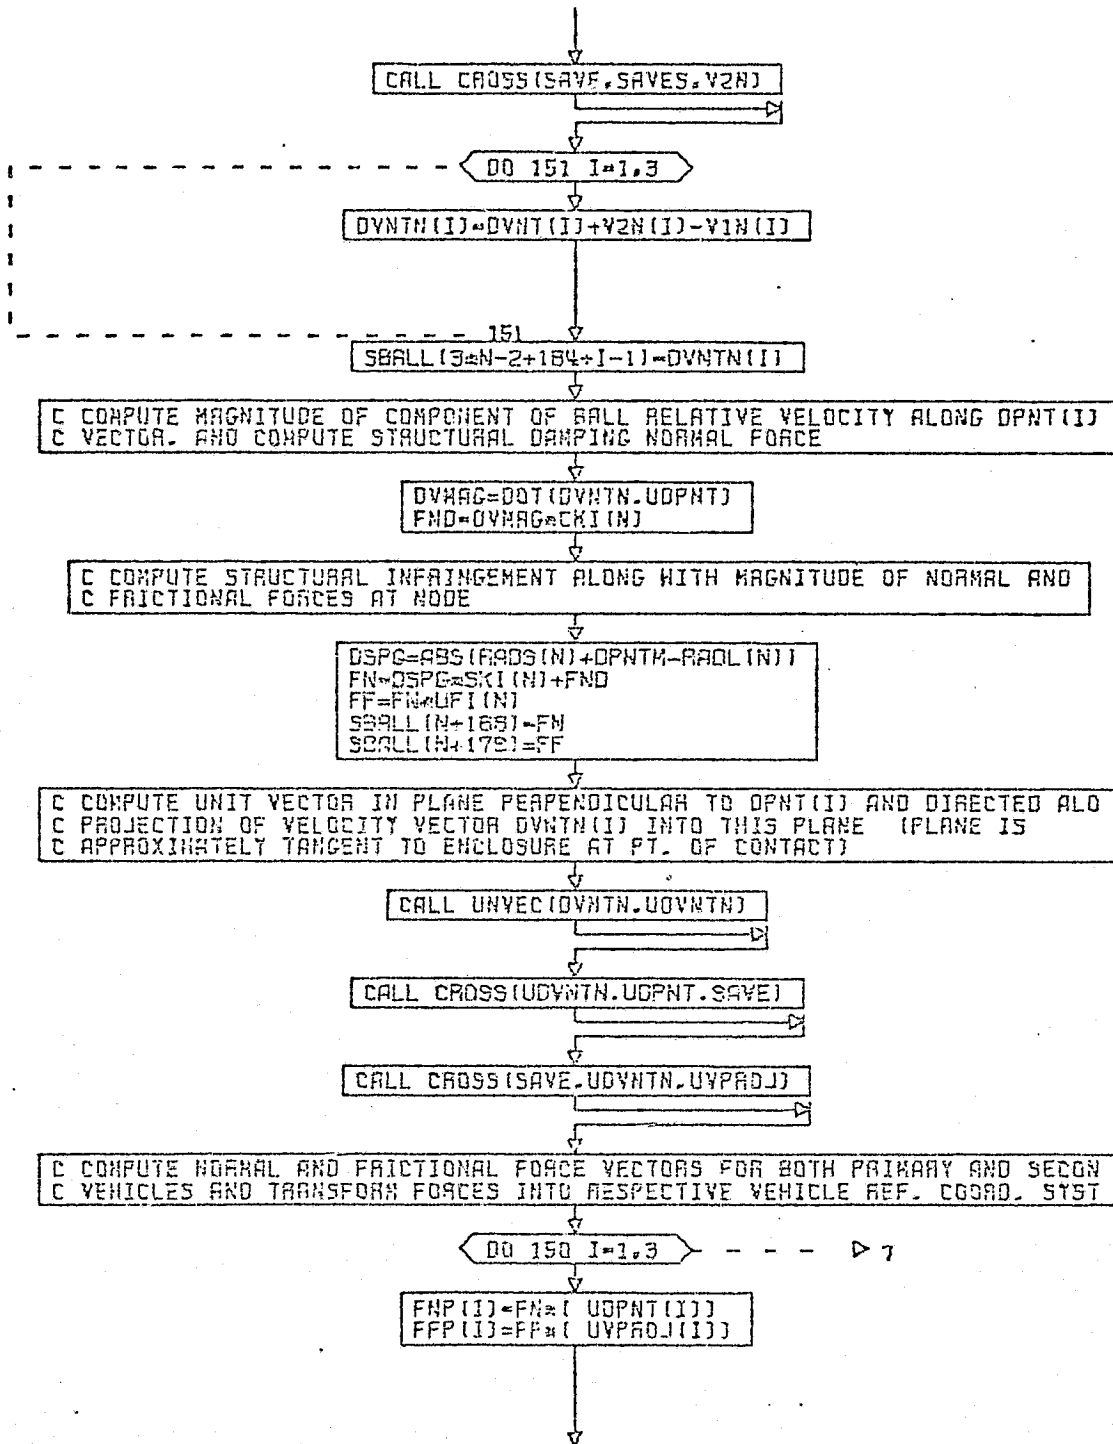 CALL CROSS(SAVE,SAVES,V2N)
DO 151 I=1,3
DVNTN(I)=DVNT(I)+V2N(I)-V1N(I)
151
SBALL(3*N-2+184+I-1)=DVNTN(I)
C COMPUTE MAGNITUDE OF COMPONENT OF BALL RELATIVE VELOCITY ALONG DPNT(I)
C VECTOR. AND COMPUTE STRUCTURAL DAMPING NORMAL FORCE
DVMAG=DOT(DVNTN.UDPNT)
FND=DVMAG*CKI(N)
C COMPUTE STRUCTURAL INFRINGEMENT ALONG WITH MAGNITUDE OF NORMAL AND
C FRICTIONAL FORCES AT NODE
DSPG=ABS(RADS(N)+DPNTM-RADL(N))
FN=DSPG*SKI(N)+FND
FF=FN*UFI(N)
SBALL(N+168)=FN
SBALL(N+176)=FF
C COMPUTE UNIT VECTOR IN PLANE PERPENDICULAR TO DPNT(I) AND DIRECTED ALO
C PROJECTION OF VELOCITY VECTOR DVNTN(I) INTO THIS PLANE (PLANE IS
C APPROXIMATELY TANGENT TO ENCLOSURE AT PT. OF CONTACT)
CALL UNVEC(DVNTN.UDVNTN)
CALL CROSS(UDVNTN.UDPNT.SAVE)
CALL CROSS(SAVE.UDVNTN.UVPROJ)
C COMPUTE NORMAL AND FRICTIONAL FORCE VECTORS FOR BOTH PRIMARY AND SECON
C VEHICLES AND TRANSFORM FORCES INTO RESPECTIVE VEHICLE REF. COORD. SYST
DO 150 I=1,3
7
FNP(I)=FN*( UDPNT(I))
FFP(I)=FF*( UVPROJ(I))